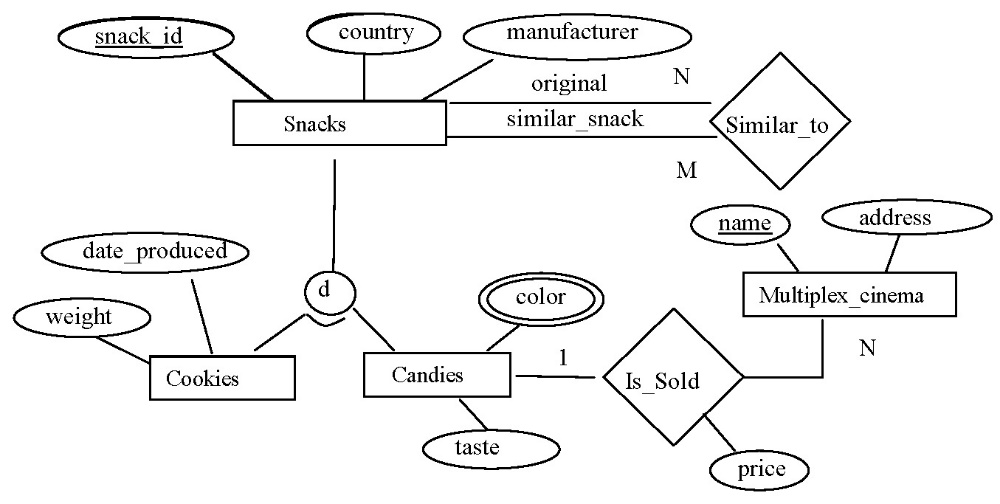 snack_id
country
manufacturer
original
N
Snacks
similar_snack
Similar_to
M
name
address
date_produced
d
color
Multiplex_cinema
weight
1
N
Cookies
Candies
Is_Sold
taste
price